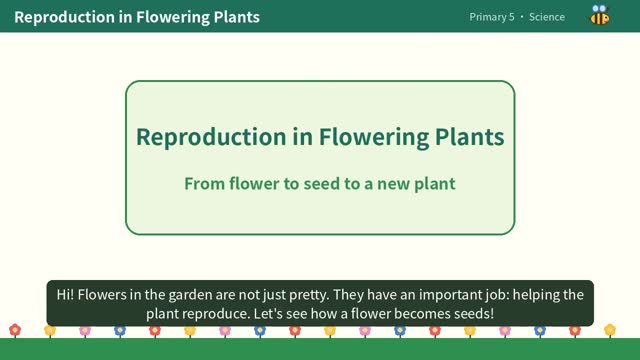 Reproduction in Flowering Plants
Primary 5 • Science
Reproduction in Flowering Plants
From flower to seed to a new plant
Hi! Flowers in the garden are not just pretty. They have an important job: helping the
plant reproduce. Let's see how a flower becomes seeds!